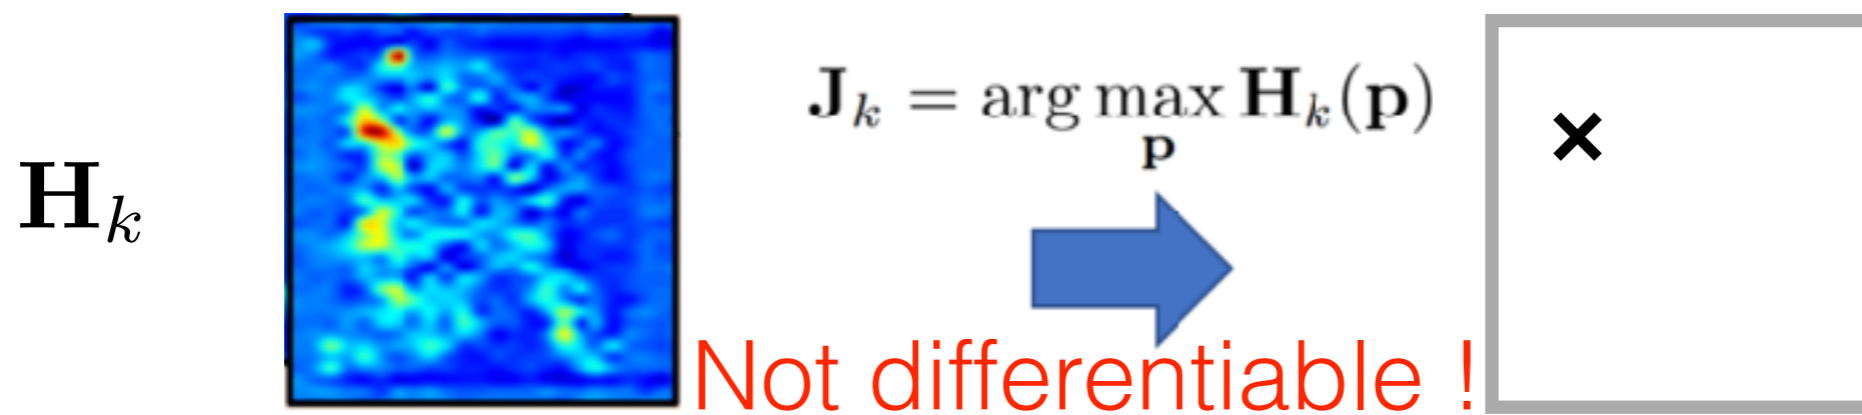 H_k
J_k = arg max_p H_k(p)
Not differentiable !